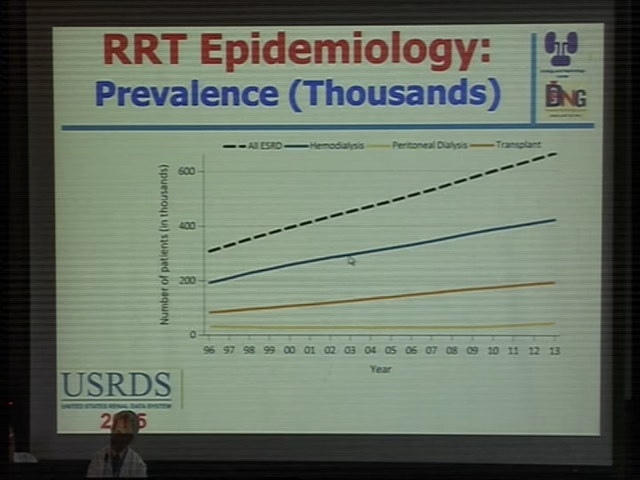 RRT Epidemiology:
Prevalence (Thousands)
DNG
All ESRD Hemodialysis Peritoneal Dialysis Transplant
Number of patients (in thousands)
600
400
200
0
96 97 98 99 00 01 02 03 04 05 06 07 08 09 10 11 12 13
Year
USRDS
UNITED STATES RENAL DATA SYSTEM